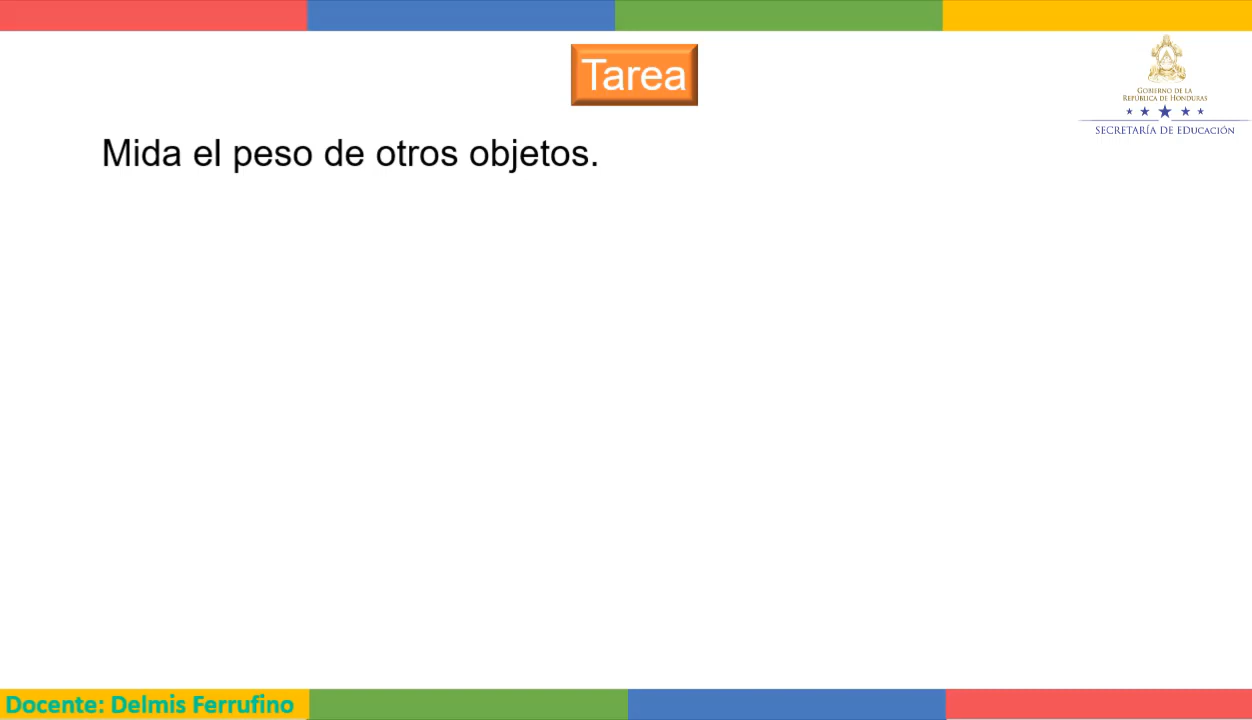 Tarea
GOBIERNO DE LA
REPÚBLICA DE HONDURAS
SECRETARÍA DE EDUCACIÓN
Mida el peso de otros objetos.
Docente: Delmis Ferrufino